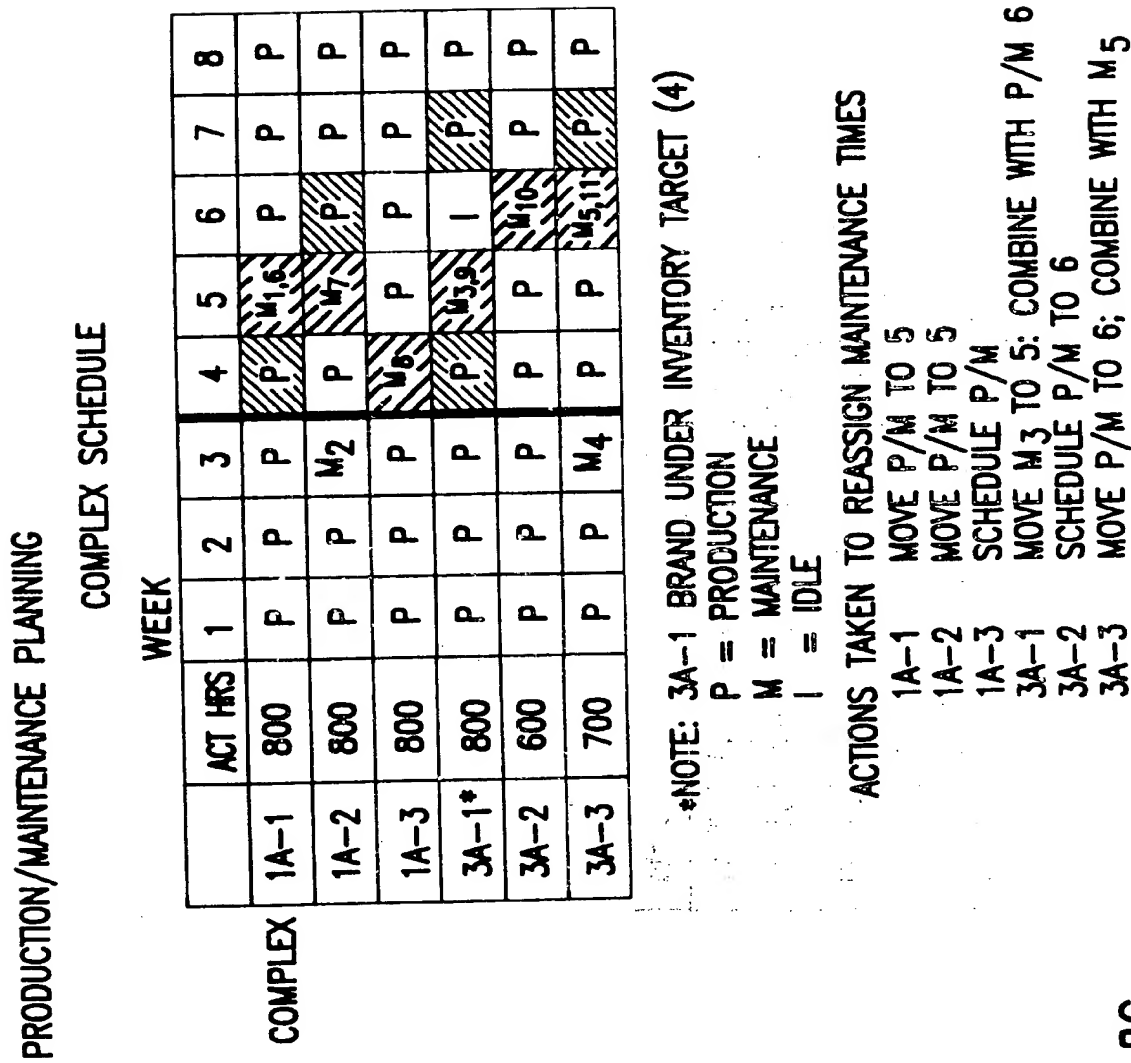 PRODUCTION/MAINTENANCE PLANNING
COMPLEX SCHEDULE
WEEK
ACT HRS 1 2 3 4 5 6 7 8
COMPLEX
1A-1 800 P P P P M1,6 P P P
1A-2 800 P P M2 P M7 P P P
1A-3 800 P P P M8 P P P P
3A-1* 800 P P P P M3,9 I P P
3A-2 600 P P P P P M10 P P
3A-3 700 P P M4 P P M5,11 P P
*NOTE: 3A-1 BRAND UNDER INVENTORY TARGET (4)
P = PRODUCTION
M = MAINTENANCE
I = IDLE
ACTIONS TAKEN TO REASSIGN MAINTENANCE TIMES
1A-1 MOVE P/M TO 5
1A-2 MOVE P/M TO 5
1A-3 SCHEDULE P/M
3A-1 MOVE M3 TO 5: COMBINE WITH P/M 6
3A-2 SCHEDULE P/M TO 6
3A-3 MOVE P/M TO 6; COMBINE WITH M5